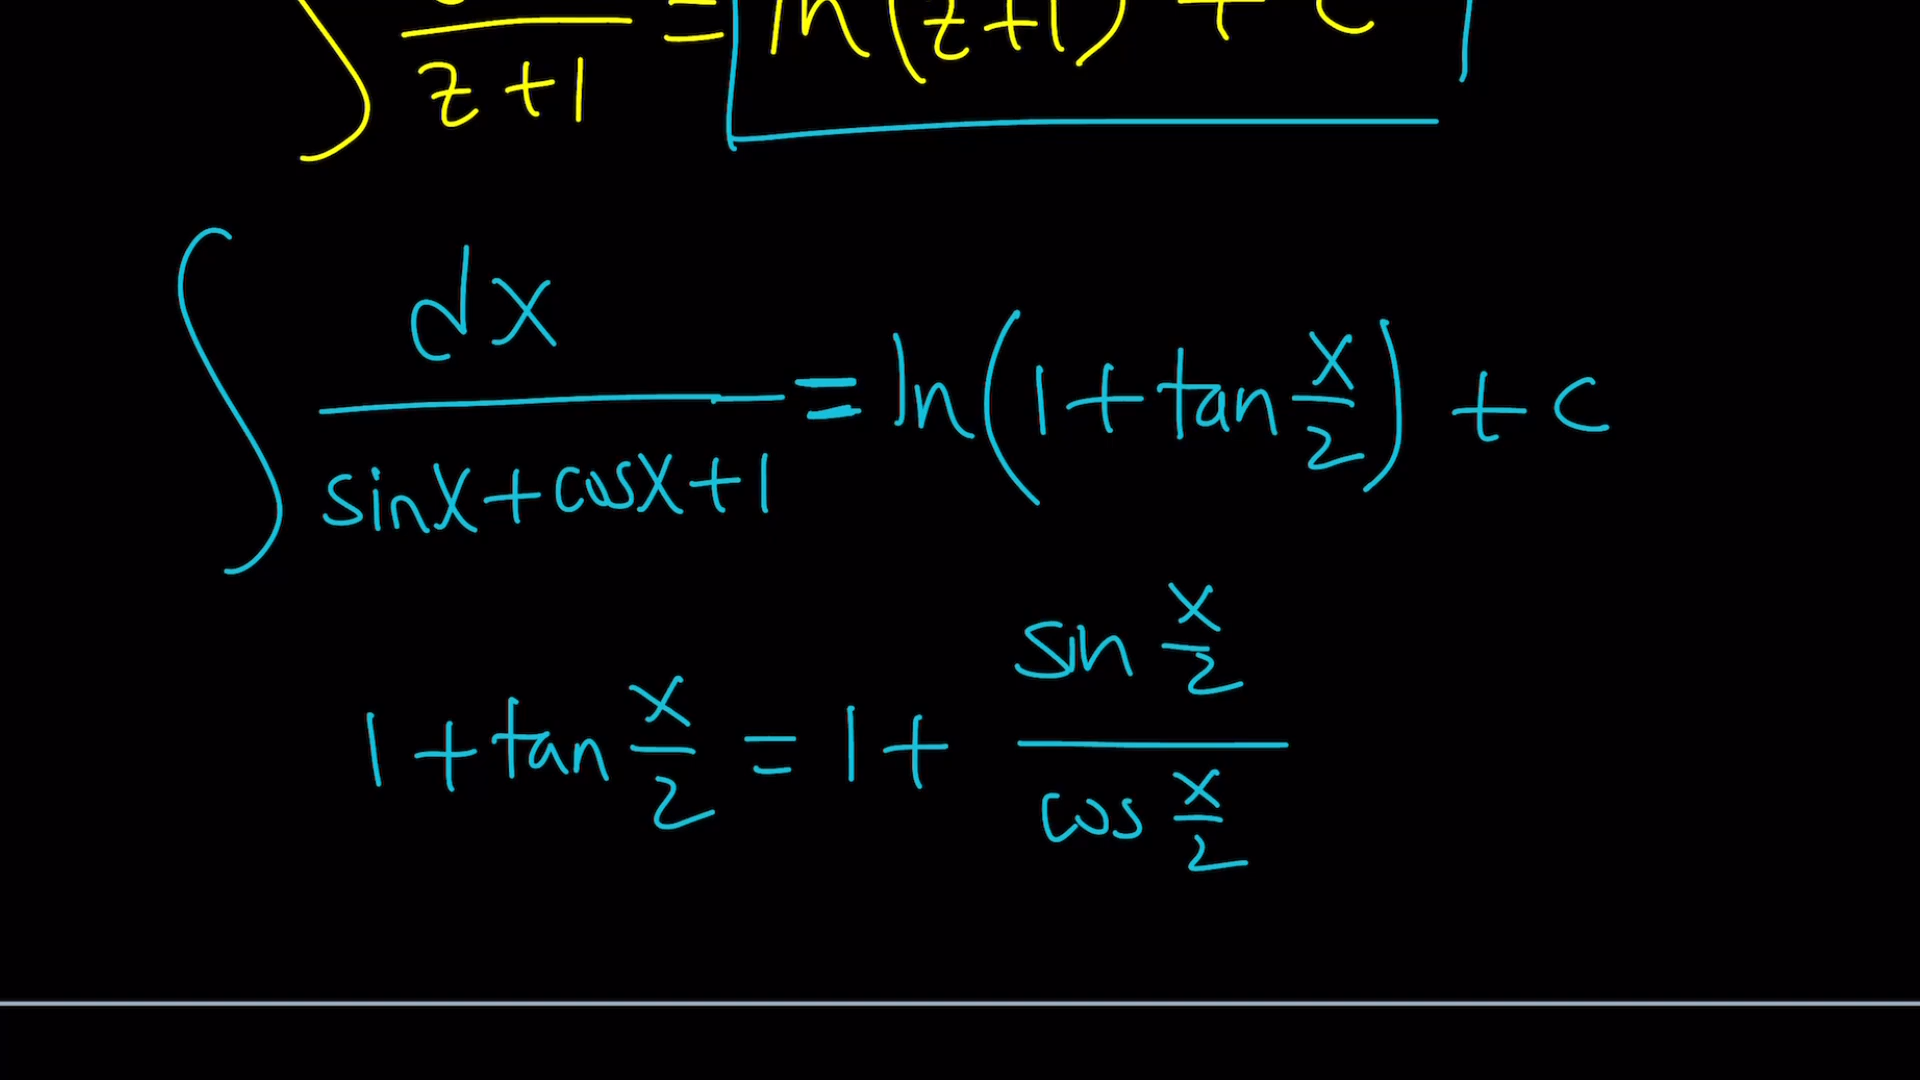 ∫ / z+1 = ln(z+1) + c
∫ dx / sinx+cosx+1 = ln(1+tan x/2) + c
1+tan x/2 = 1+ sin x/2 / cos x/2